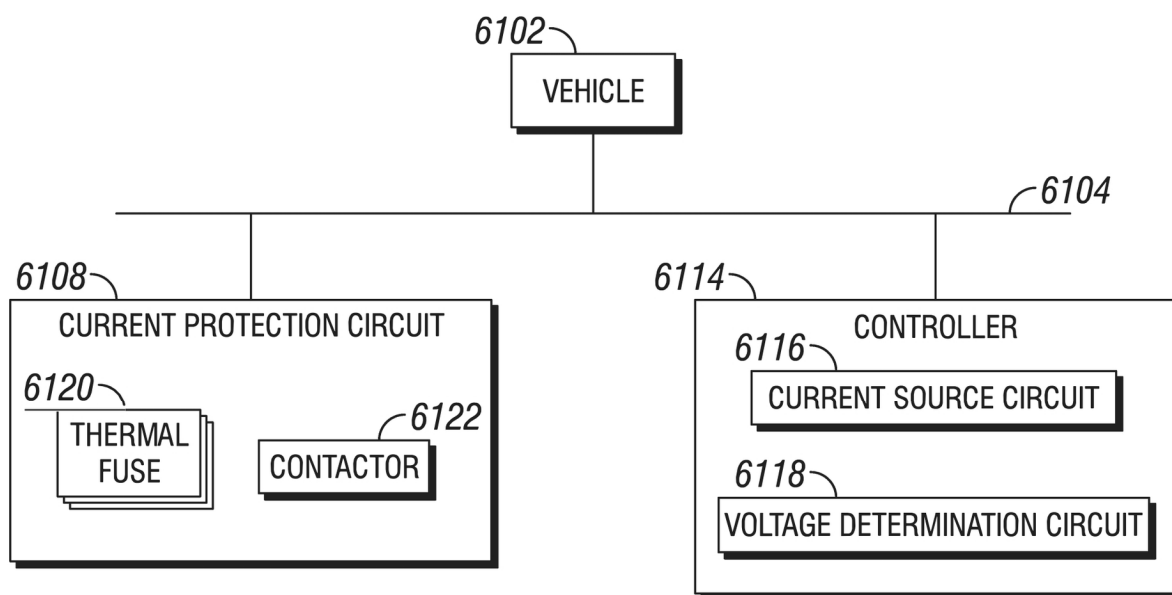 6102
VEHICLE
6104
6108
CURRENT PROTECTION CIRCUIT
6120
THERMAL
FUSE
6122
CONTACTOR
6114
CONTROLLER
6116
CURRENT SOURCE CIRCUIT
6118
VOLTAGE DETERMINATION CIRCUIT